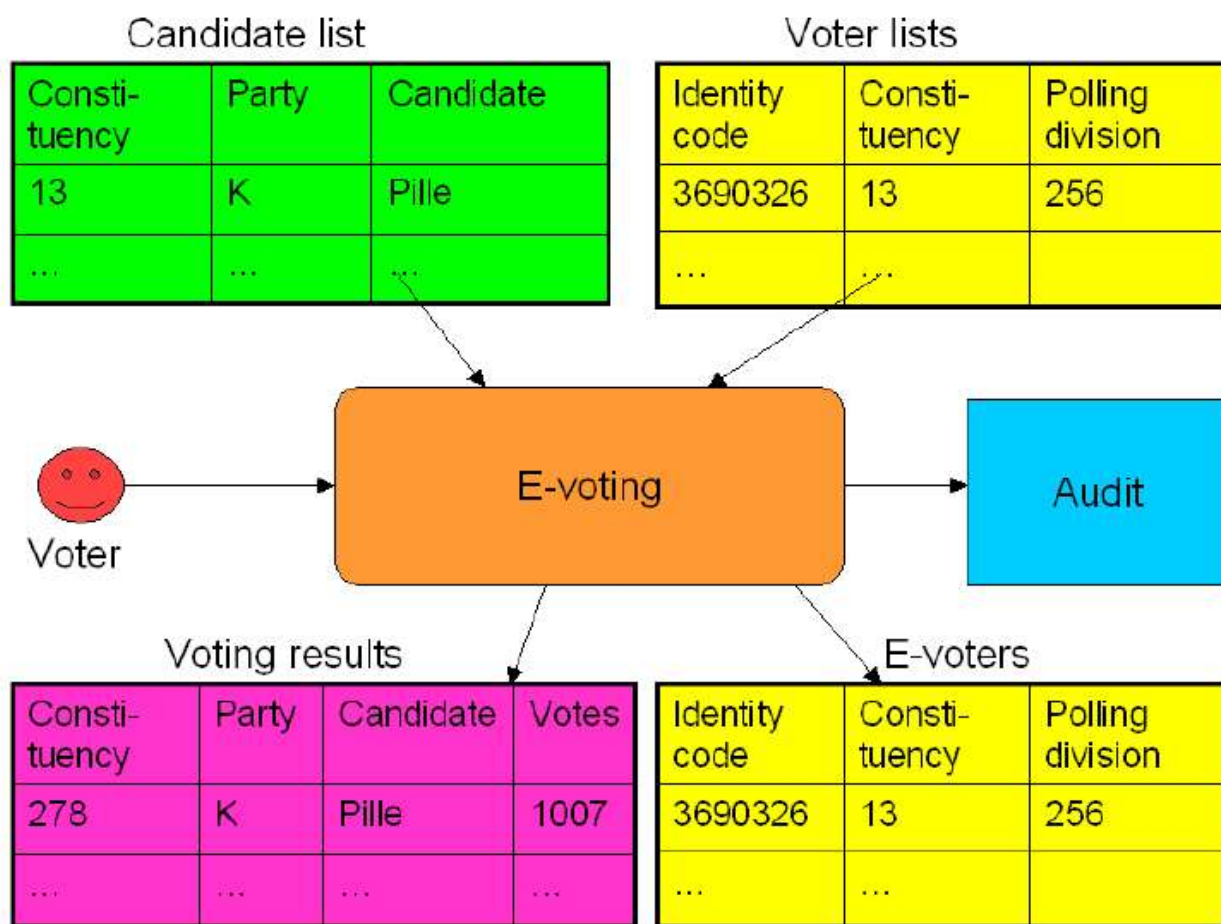 Candidate list
Voter lists
Consti-
tuency
Party
Candidate
13
K
Pille
...
...
...
Identity
code
Consti-
tuency
Polling
division
3690326
13
256
...
...
Voter
E-voting
Audit
Voting results
E-voters
Consti-
tuency
Party
Candidate
Votes
278
K
Pille
1007
...
...
...
...
Identity
code
Consti-
tuency
Polling
division
3690326
13
256
...
...